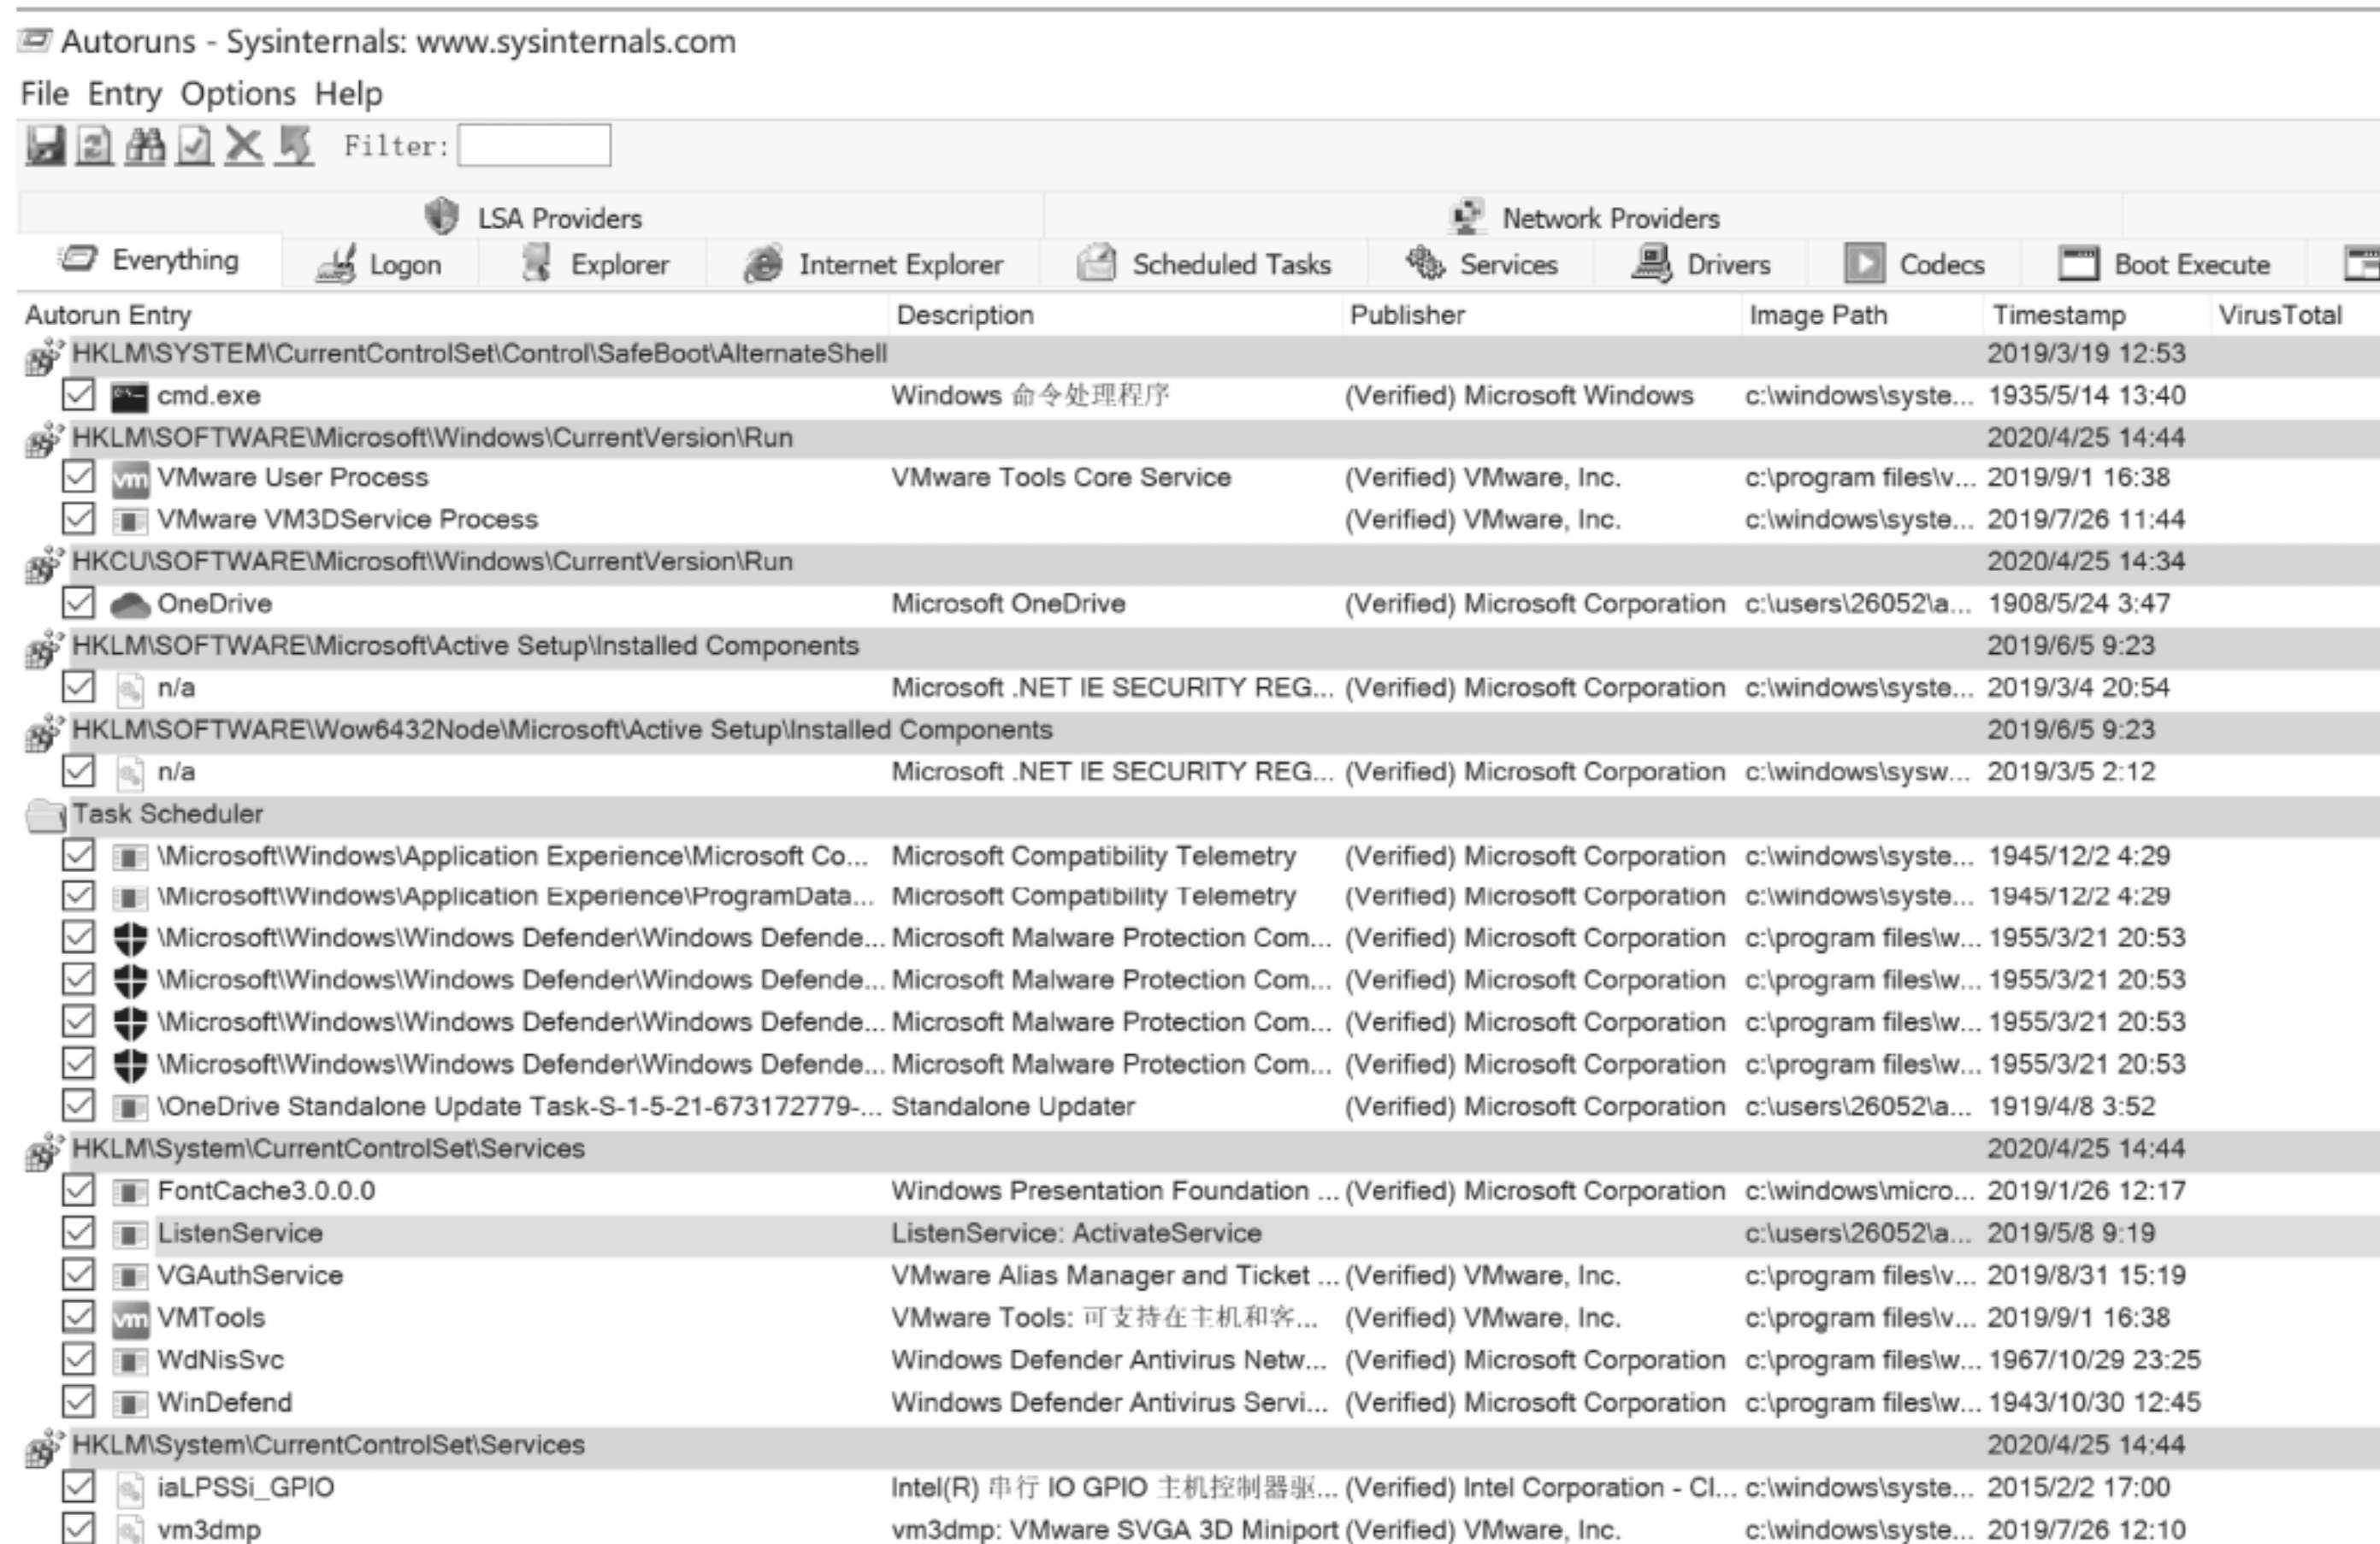 Autoruns - Sysinternals: www.sysinternals.com
File Entry Options Help
Filter:
LSA Providers Network Providers
Everything Logon Explorer Internet Explorer Scheduled Tasks Services Drivers Codecs Boot Execute
Autorun Entry Description Publisher Image Path Timestamp VirusTotal
HKLM\SYSTEM\CurrentControlSet\Control\SafeBoot\AlternateShell 2019/3/19 12:53
cmd.exe Windows 命令处理程序 (Verified) Microsoft Windows c:\windows\syste... 1935/5/14 13:40
HKLM\SOFTWARE\Microsoft\Windows\CurrentVersion\Run 2020/4/25 14:44
vm VMware User Process VMware Tools Core Service (Verified) VMware, Inc. c:\program files\v... 2019/9/1 16:38
VMware VM3DService Process (Verified) VMware, Inc. c:\windows\syste... 2019/7/26 11:44
HKCU\SOFTWARE\Microsoft\Windows\CurrentVersion\Run 2020/4/25 14:34
OneDrive Microsoft OneDrive (Verified) Microsoft Corporation c:\users\26052\a... 1908/5/24 3:47
HKLM\SOFTWARE\Microsoft\Active Setup\Installed Components 2019/6/5 9:23
n/a Microsoft .NET IE SECURITY REG... (Verified) Microsoft Corporation c:\windows\syste... 2019/3/4 20:54
HKLM\SOFTWARE\Wow6432Node\Microsoft\Active Setup\Installed Components 2019/6/5 9:23
n/a Microsoft .NET IE SECURITY REG... (Verified) Microsoft Corporation c:\windows\sysw... 2019/3/5 2:12
Task Scheduler
\Microsoft\Windows\Application Experience\Microsoft Co... Microsoft Compatibility Telemetry (Verified) Microsoft Corporation c:\windows\syste... 1945/12/2 4:29
\Microsoft\Windows\Application Experience\ProgramData... Microsoft Compatibility Telemetry (Verified) Microsoft Corporation c:\windows\syste... 1945/12/2 4:29
\Microsoft\Windows\Windows Defender\Windows Defende... Microsoft Malware Protection Com... (Verified) Microsoft Corporation c:\program files\w... 1955/3/21 20:53
\Microsoft\Windows\Windows Defender\Windows Defende... Microsoft Malware Protection Com... (Verified) Microsoft Corporation c:\program files\w... 1955/3/21 20:53
\Microsoft\Windows\Windows Defender\Windows Defende... Microsoft Malware Protection Com... (Verified) Microsoft Corporation c:\program files\w... 1955/3/21 20:53
\Microsoft\Windows\Windows Defender\Windows Defende... Microsoft Malware Protection Com... (Verified) Microsoft Corporation c:\program files\w... 1955/3/21 20:53
\OneDrive Standalone Update Task-S-1-5-21-673172779-... Standalone Updater (Verified) Microsoft Corporation c:\users\26052\a... 1919/4/8 3:52
HKLM\System\CurrentControlSet\Services 2020/4/25 14:44
FontCache3.0.0.0 Windows Presentation Foundation ... (Verified) Microsoft Corporation c:\windows\micro... 2019/1/26 12:17
ListenService ListenService: ActivateService c:\users\26052\a... 2019/5/8 9:19
VGAuthService VMware Alias Manager and Ticket ... (Verified) VMware, Inc. c:\program files\v... 2019/8/31 15:19
vm VMTools VMware Tools: 可支持在主机和客... (Verified) VMware, Inc. c:\program files\v... 2019/9/1 16:38
WdNisSvc Windows Defender Antivirus Netw... (Verified) Microsoft Corporation c:\program files\w... 1967/10/29 23:25
WinDefend Windows Defender Antivirus Servi... (Verified) Microsoft Corporation c:\program files\w... 1943/10/30 12:45
HKLM\System\CurrentControlSet\Services 2020/4/25 14:44
iaLPSSi_GPIO Intel(R) 串行 IO GPIO 主机控制器驱... (Verified) Intel Corporation - Cl... c:\windows\syste... 2015/2/2 17:00
vm3dmp vm3dmp: VMware SVGA 3D Miniport (Verified) VMware, Inc. c:\windows\syste... 2019/7/26 12:10